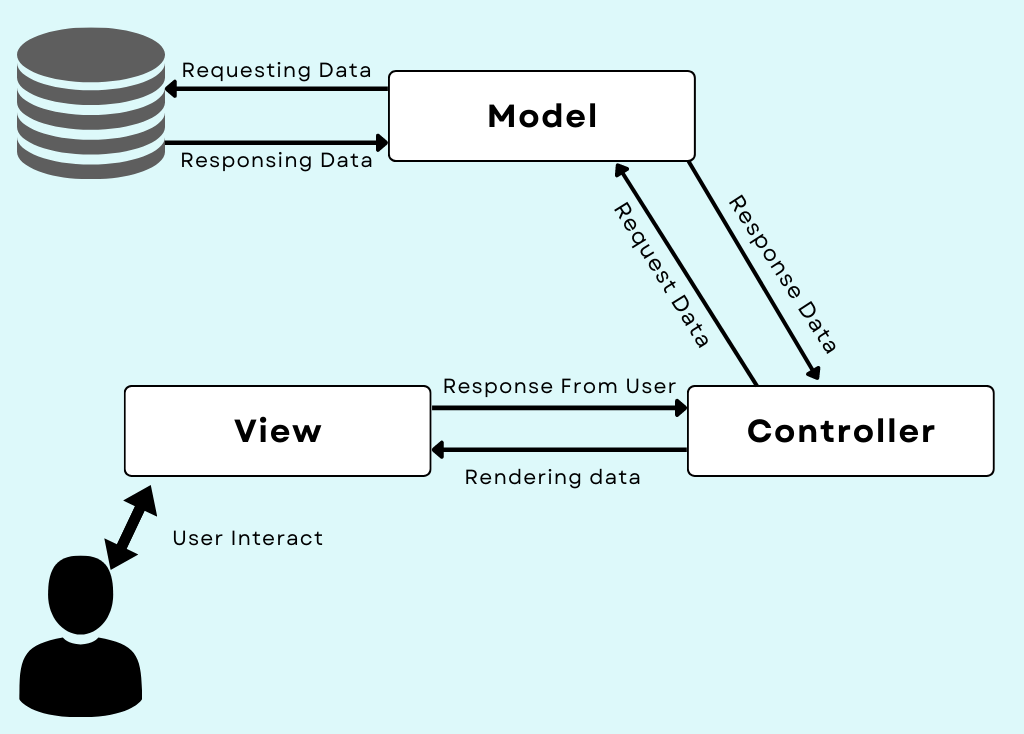 Requesting Data
Model
Responsing Data
Request Data
Response Data
Response From User
View
Controller
Rendering data
User Interact